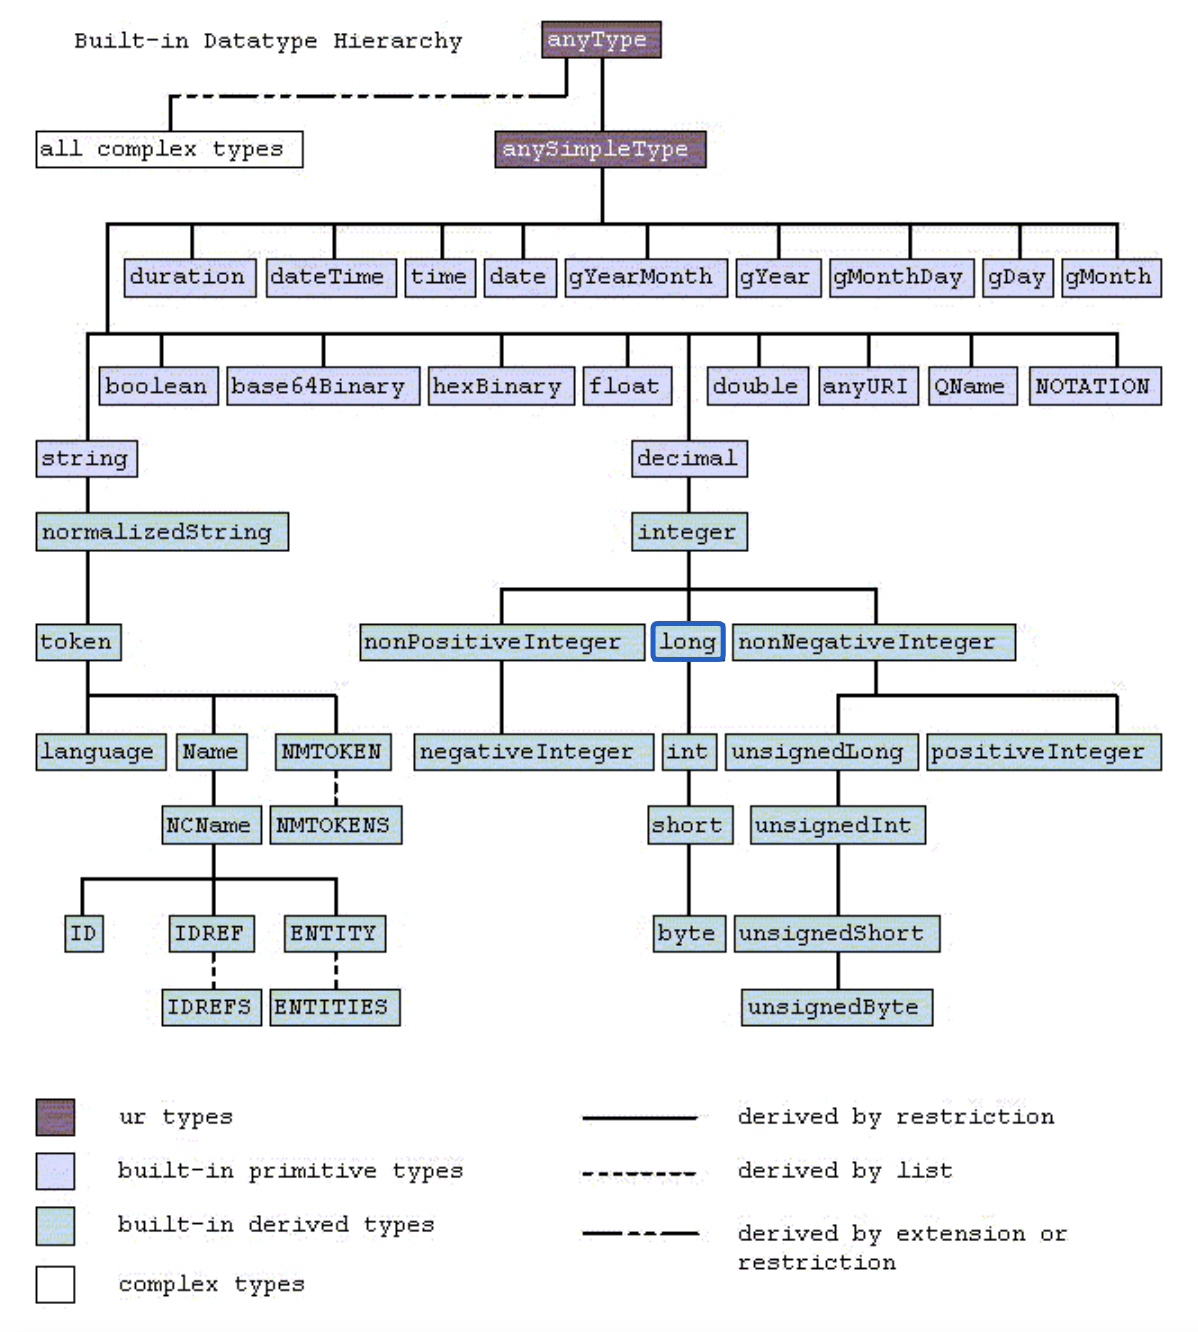 Built-in Datatype Hierarchy
anyType
all complex types
anySimpleType
duration
dateTime
time
date
gYearMonth
gYear
gMonthDay
gDay
gMonth
boolean
base64Binary
hexBinary
float
double
anyURI
QName
NOTATION
string
decimal
normalizedString
integer
token
nonPositiveInteger
long
nonNegativeInteger
language
Name
NMTOKEN
negativeInteger
int
unsignedLong
positiveInteger
NCName
NMTOKENS
short
unsignedInt
ID
IDREF
ENTITY
byte
unsignedShort
IDREFS
ENTITIES
unsignedByte
ur types
derived by restriction
built-in primitive types
derived by list
built-in derived types
derived by extension or
restriction
complex types